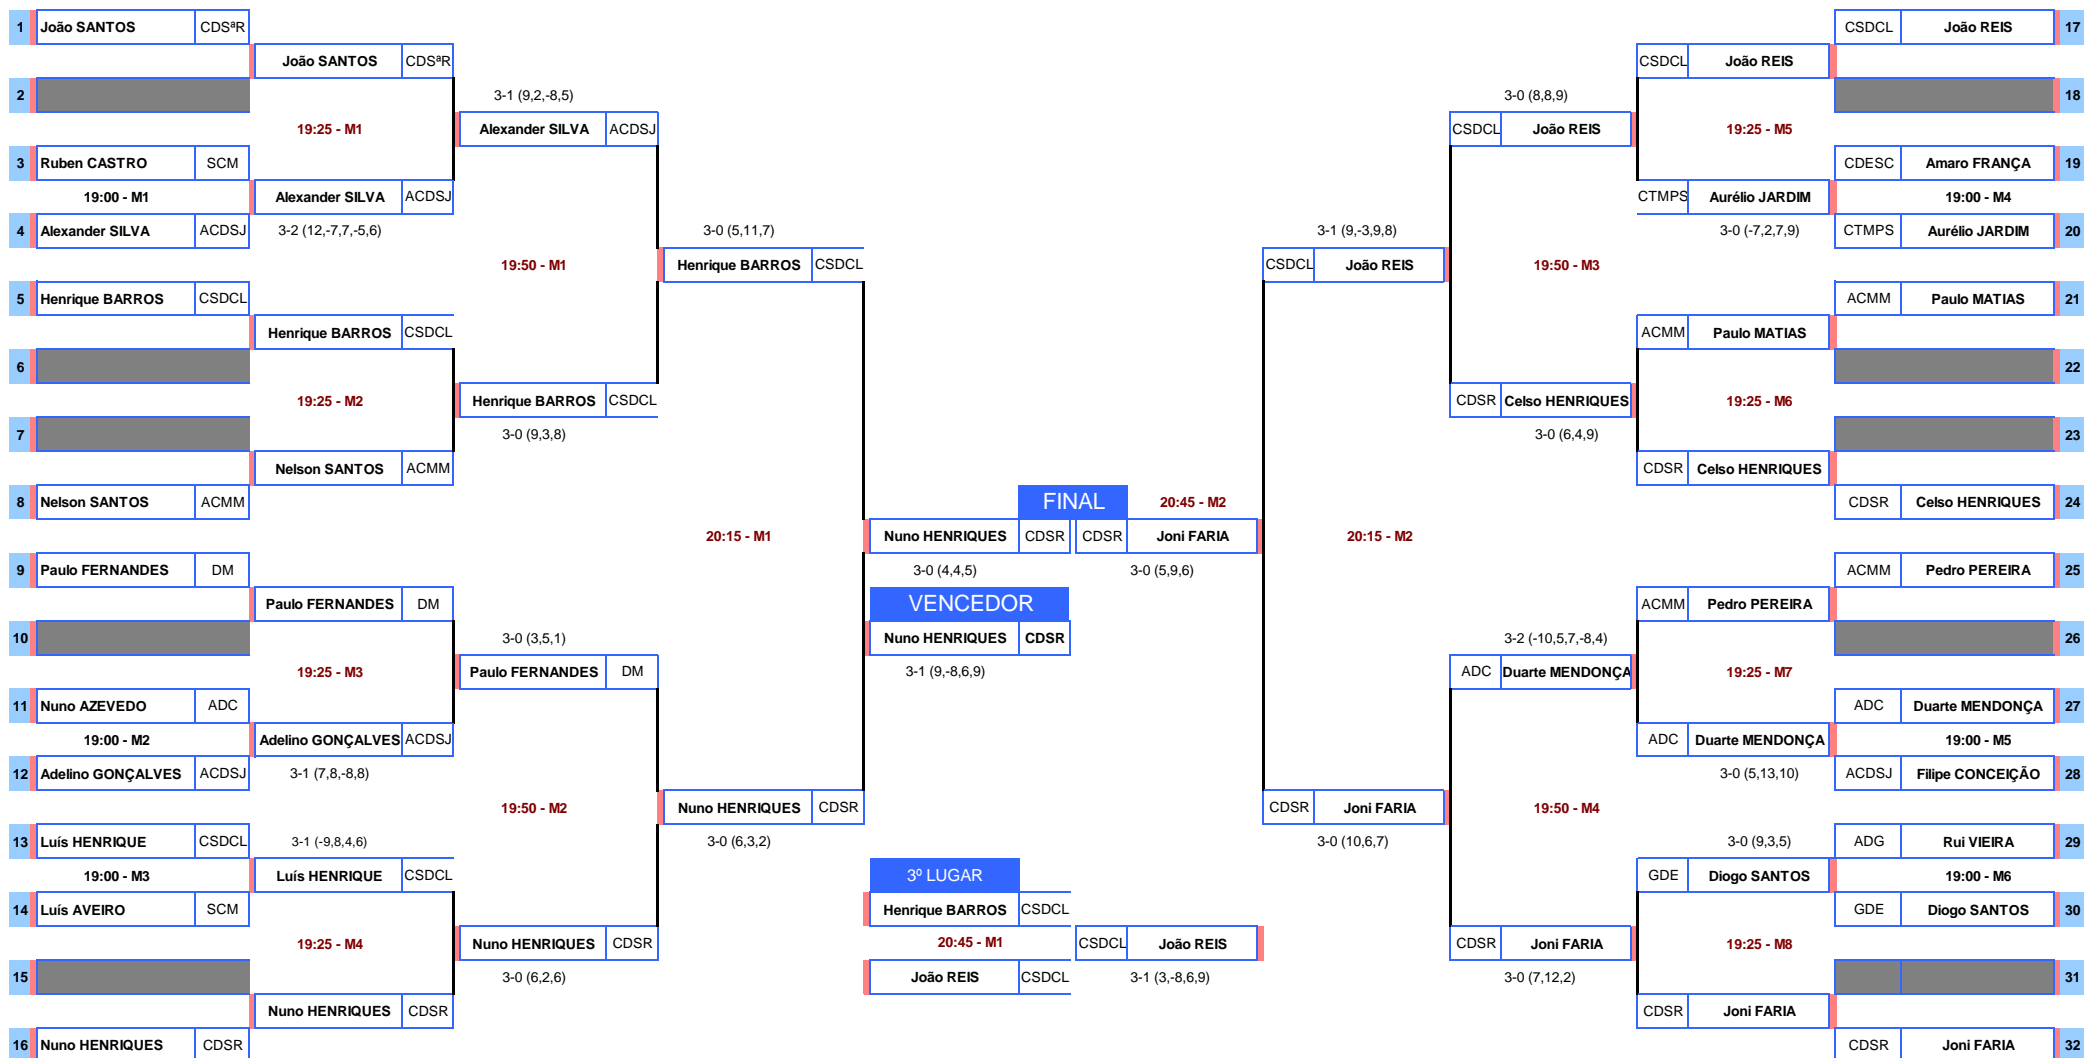 1 João SANTOS CDSªR
João SANTOS CDSªR
2
3-1 (9,2,-8,5)
19:25 - M1
Alexander SILVA ACDSJ
3 Ruben CASTRO SCM
19:00 - M1
Alexander SILVA ACDSJ
4 Alexander SILVA ACDSJ
3-2 (12,-7,7,-5,6)
3-0 (5,11,7)
19:50 - M1
Henrique BARROS CSDCL
5 Henrique BARROS CSDCL
Henrique BARROS CSDCL
6
19:25 - M2
Henrique BARROS CSDCL
7
3-0 (9,3,8)
Nelson SANTOS ACMM
8 Nelson SANTOS ACMM
20:15 - M1
9 Paulo FERNANDES DM
Paulo FERNANDES DM
10
3-0 (3,5,1)
19:25 - M3
Paulo FERNANDES DM
11 Nuno AZEVEDO ADC
19:00 - M2
Adelino GONÇALVES ACDSJ
12 Adelino GONÇALVES ACDSJ
3-1 (7,8,-8,8)
19:50 - M2
Nuno HENRIQUES CDSR
3-0 (6,3,2)
13 Luís HENRIQUE CSDCL
3-1 (-9,8,4,6)
19:00 - M3
Luís HENRIQUE CSDCL
14 Luís AVEIRO SCM
19:25 - M4
Nuno HENRIQUES CDSR
15
3-0 (6,2,6)
Nuno HENRIQUES CDSR
16 Nuno HENRIQUES CDSR
FINAL
20:45 - M2
Nuno HENRIQUES CDSR
CDSR Joni FARIA
3-0 (4,4,5)
3-0 (5,9,6)
VENCEDOR
Nuno HENRIQUES CDSR
3-1 (9,-8,6,9)
3º LUGAR
Henrique BARROS CSDCL
20:45 - M1
CSDCL João REIS
João REIS CSDCL
3-1 (3,-8,6,9)
CSDCL João REIS 17
CSDCL João REIS
18
3-0 (8,8,9)
CSDCL João REIS
19:25 - M5
CDESC Amaro FRANÇA 19
CTMPS Aurélio JARDIM
19:00 - M4
3-0 (-7,2,7,9)
CTMPS Aurélio JARDIM 20
3-1 (9,-3,9,8)
CSDCL João REIS
19:50 - M3
ACMM Paulo MATIAS 21
ACMM Paulo MATIAS
22
CDSR Celso HENRIQUES
19:25 - M6
3-0 (6,4,9)
23
CDSR Celso HENRIQUES
CDSR Celso HENRIQUES 24
20:15 - M2
ACMM Pedro PEREIRA 25
ACMM Pedro PEREIRA
26
3-2 (-10,5,7,-8,4)
ADC Duarte MENDONÇA
19:25 - M7
ADC Duarte MENDONÇA 27
ADC Duarte MENDONÇA
19:00 - M5
3-0 (5,13,10)
ACDSJ Filipe CONCEIÇÃO 28
CDSR Joni FARIA
19:50 - M4
3-0 (10,6,7)
3-0 (9,3,5)
ADG Rui VIEIRA 29
GDE Diogo SANTOS
19:00 - M6
GDE Diogo SANTOS 30
CDSR Joni FARIA
19:25 - M8
3-0 (7,12,2)
31
CDSR Joni FARIA
CDSR Joni FARIA 32